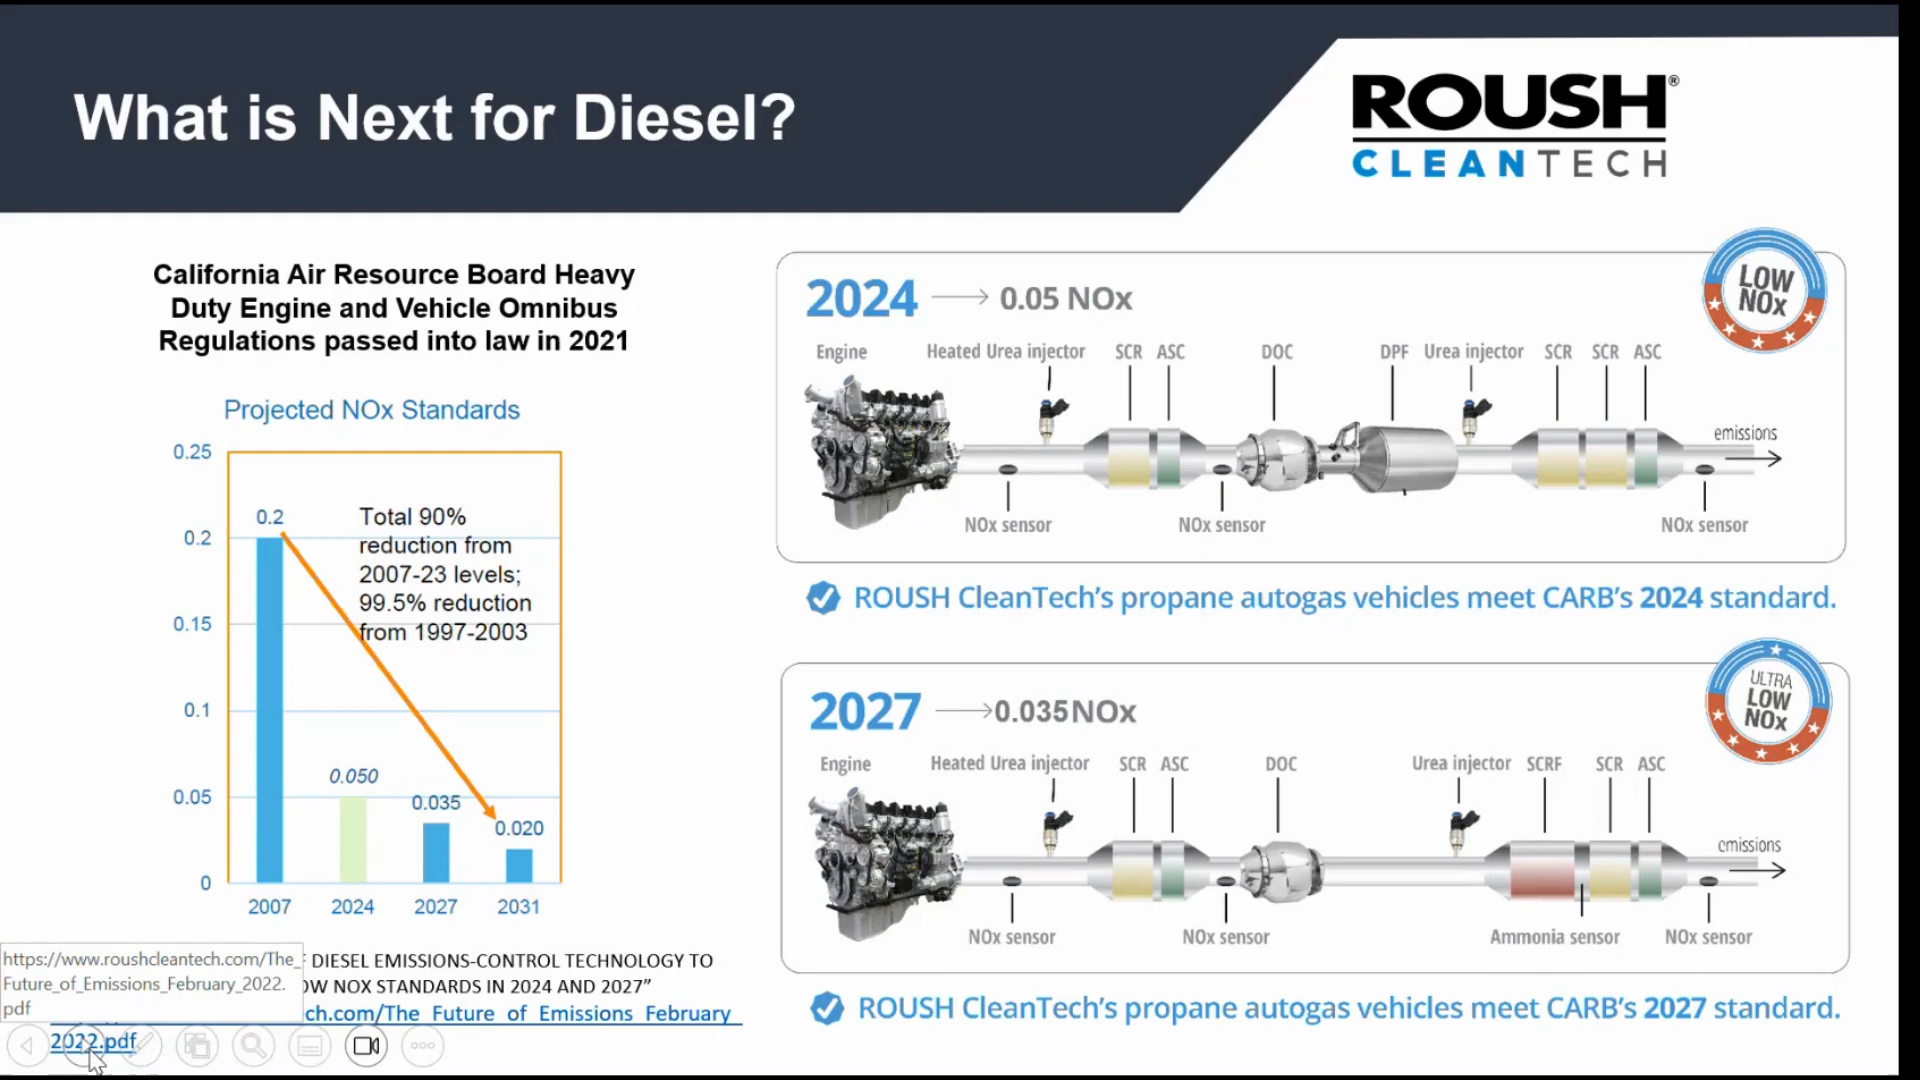 What is Next for Diesel?
ROUSH®
CLEANTECH
California Air Resource Board Heavy
Duty Engine and Vehicle Omnibus
Regulations passed into law in 2021
Projected NOx Standards
0.25
0.2
0.15
0.1
0.05
0
0.2
0.050
0.035
0.020
Total 90%
reduction from
2007-23 levels;
99.5% reduction
from 1997-2003
2007 2024 2027 2031
DIESEL EMISSIONS-CONTROL TECHNOLOGY TO
OW NOX STANDARDS IN 2024 AND 2027”
ch.com/The_Future_of_Emissions_February_
2022.pdf
https://www.roushcleantech.com/The_
Future_of_Emissions_February_2022.
pdf
2024 → 0.05 NOx
LOW
NOx
Engine Heated Urea injector SCR ASC DOC DPF Urea injector SCR SCR ASC
emissions
NOx sensor NOx sensor NOx sensor
ROUSH CleanTech’s propane autogas vehicles meet CARB’s 2024 standard.
2027 → 0.035 NOx
ULTRA
LOW
NOx
Engine Heated Urea injector SCR ASC DOC Urea injector SCRF SCR ASC
emissions
NOx sensor NOx sensor Ammonia sensor NOx sensor
ROUSH CleanTech’s propane autogas vehicles meet CARB’s 2027 standard.